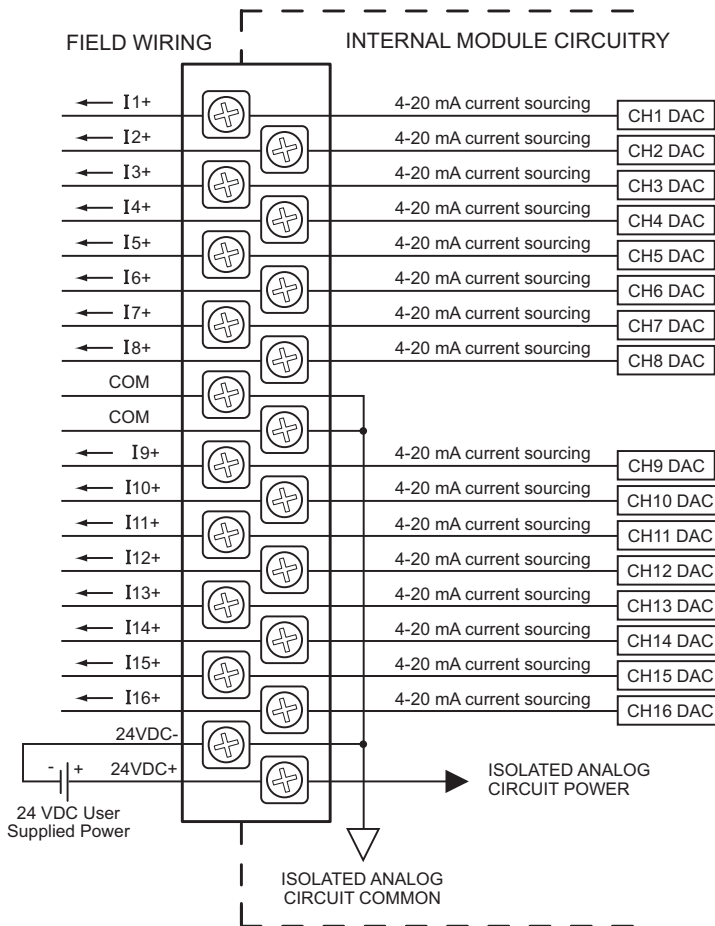 FIELD WIRING
INTERNAL MODULE CIRCUITRY
I1+
4-20 mA current sourcing
CH1 DAC
I2+
4-20 mA current sourcing
CH2 DAC
I3+
4-20 mA current sourcing
CH3 DAC
I4+
4-20 mA current sourcing
CH4 DAC
I5+
4-20 mA current sourcing
CH5 DAC
I6+
4-20 mA current sourcing
CH6 DAC
I7+
4-20 mA current sourcing
CH7 DAC
I8+
4-20 mA current sourcing
CH8 DAC
COM
COM
I9+
4-20 mA current sourcing
CH9 DAC
I10+
4-20 mA current sourcing
CH10 DAC
I11+
4-20 mA current sourcing
CH11 DAC
I12+
4-20 mA current sourcing
CH12 DAC
I13+
4-20 mA current sourcing
CH13 DAC
I14+
4-20 mA current sourcing
CH14 DAC
I15+
4-20 mA current sourcing
CH15 DAC
I16+
4-20 mA current sourcing
CH16 DAC
24VDC-
- + 24VDC+
24 VDC User
Supplied Power
ISOLATED ANALOG
CIRCUIT POWER
ISOLATED ANALOG
CIRCUIT COMMON